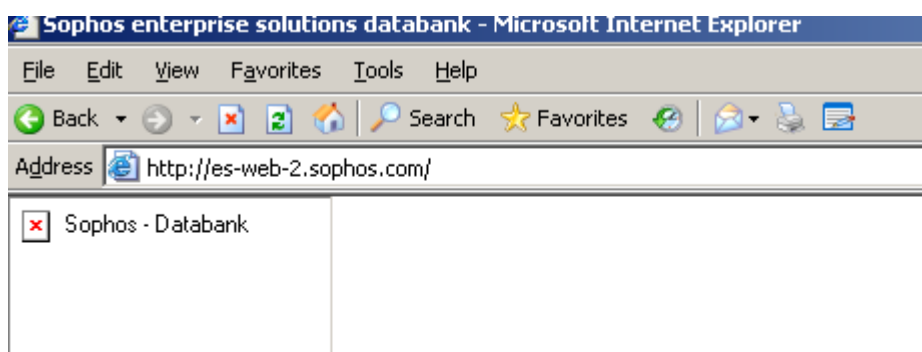 Sophos enterprise solutions databank - Microsoft Internet Explorer
File Edit View Favorites Tools Help
Back Search Favorites
Address http://es-web-2.sophos.com/
Sophos - Databank